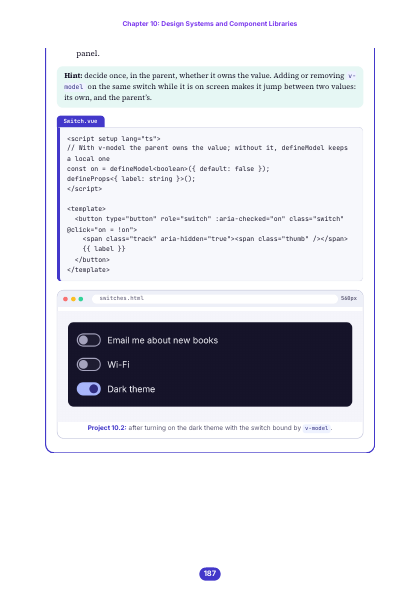 Chapter 10: Design Systems and Component Libraries
panel.
Hint: decide once, in the parent, whether it owns the value. Adding or removing v-
model on the same switch while it is on screen makes it jump between two values:
its own, and the parent's.
Switch.vue
<script setup lang="ts">
// With v-model the parent owns the value; without it, defineModel keeps
a local one
const on = defineModel<boolean>({ default: false });
defineProps<{ label: string }>();
</script>
<template>
<button type="button" role="switch" :aria-checked="on" class="switch"
@click="on = !on">
<span class="track" aria-hidden="true"><span class="thumb" /></span>
{{ label }}
</button>
</template>
switches.html
560px
Email me about new books
Wi-Fi
Dark theme
Project 10.2: after turning on the dark theme with the switch bound by v-model.
187